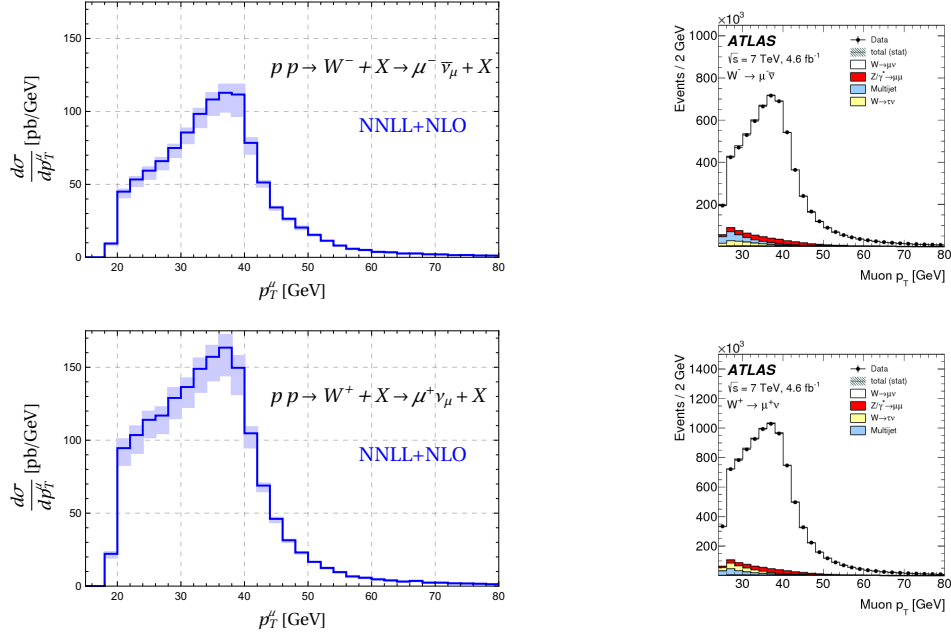 150
100
50
0
dσ/dp_T^μ [pb/GeV]
p p → W⁻ + X → μ⁻ ν̄_μ + X
NNLL+NLO
20 30 40 50 60 70 80
p_T^μ [GeV]
×10³
1000
800
600
400
200
0
Events / 2 GeV
ATLAS
√s = 7 TeV, 4.6 fb⁻¹
W⁻ → μ⁻ν̄
Data
total (stat)
W→μν
Z/γ*→μμ
Multijet
W→τν
30 40 50 60 70 80
Muon p_T [GeV]
150
100
50
0
dσ/dp_T^μ [pb/GeV]
p p → W⁺ + X → μ⁺ ν_μ + X
NNLL+NLO
20 30 40 50 60 70 80
p_T^μ [GeV]
×10³
1400
1200
1000
800
600
400
200
0
Events / 2 GeV
ATLAS
√s = 7 TeV, 4.6 fb⁻¹
W⁺ → μ⁺ν
Data
total (stat)
W→μν
Z/γ*→μμ
W→τν
Multijet
30 40 50 60 70 80
Muon p_T [GeV]